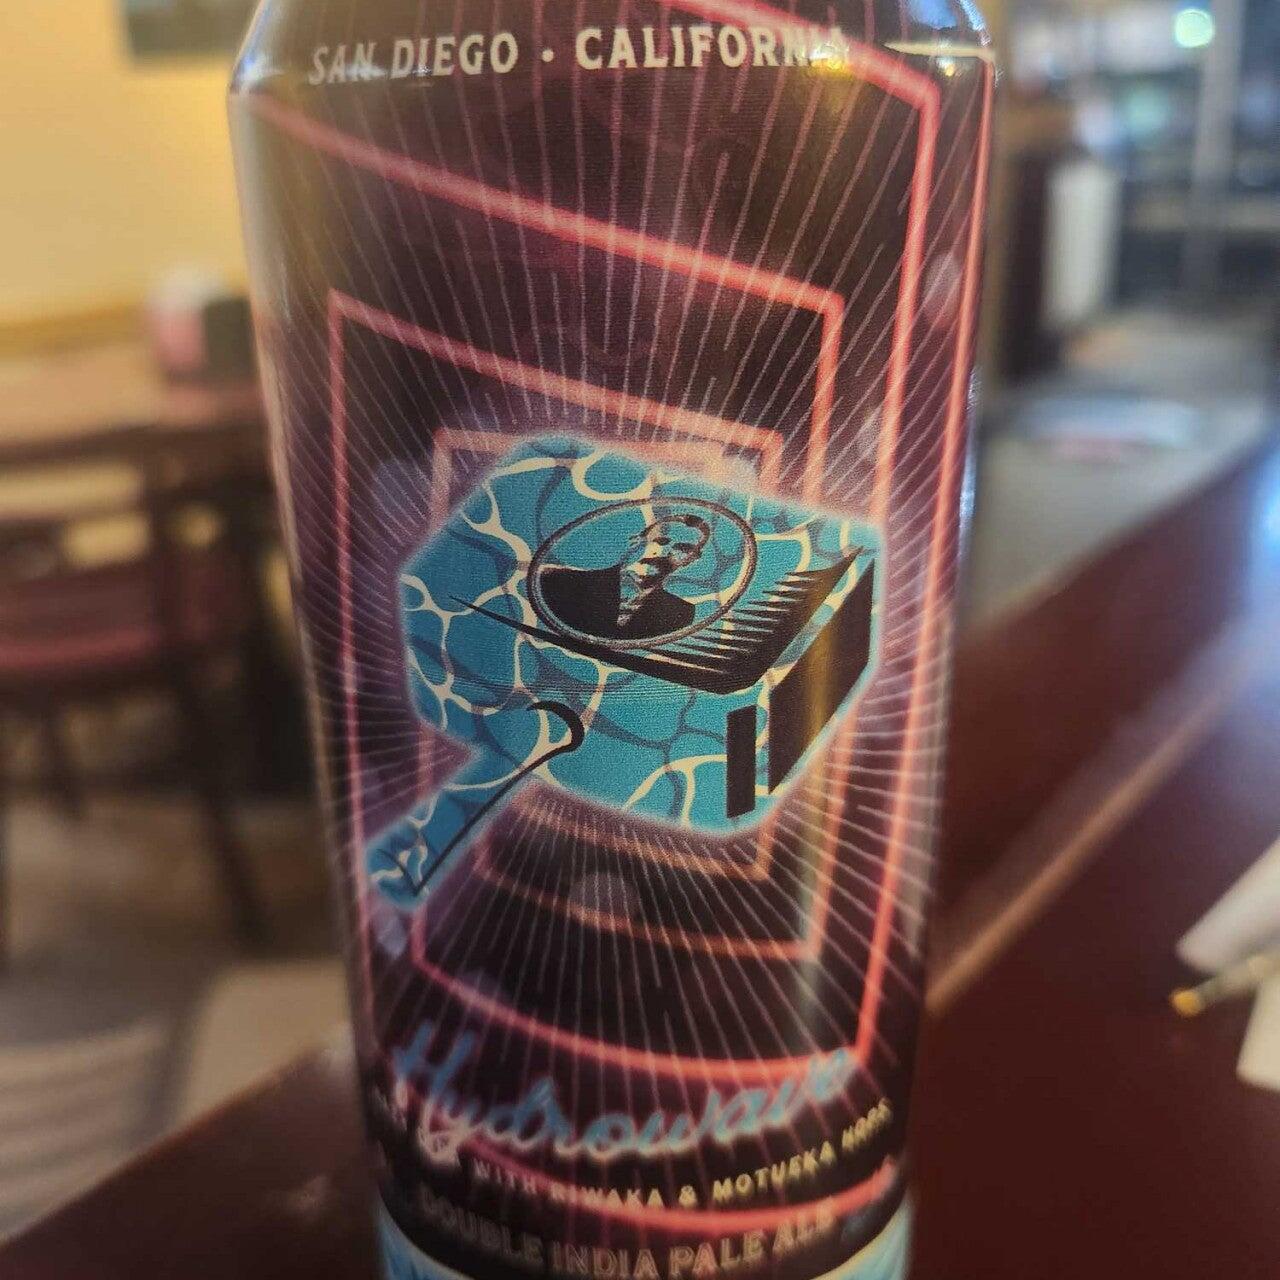 SAN DIEGO • CALIFORNIA
Hydrowave
WITH RIWAKA & MOTUEKA HOPS
DOUBLE INDIA PALE ALE